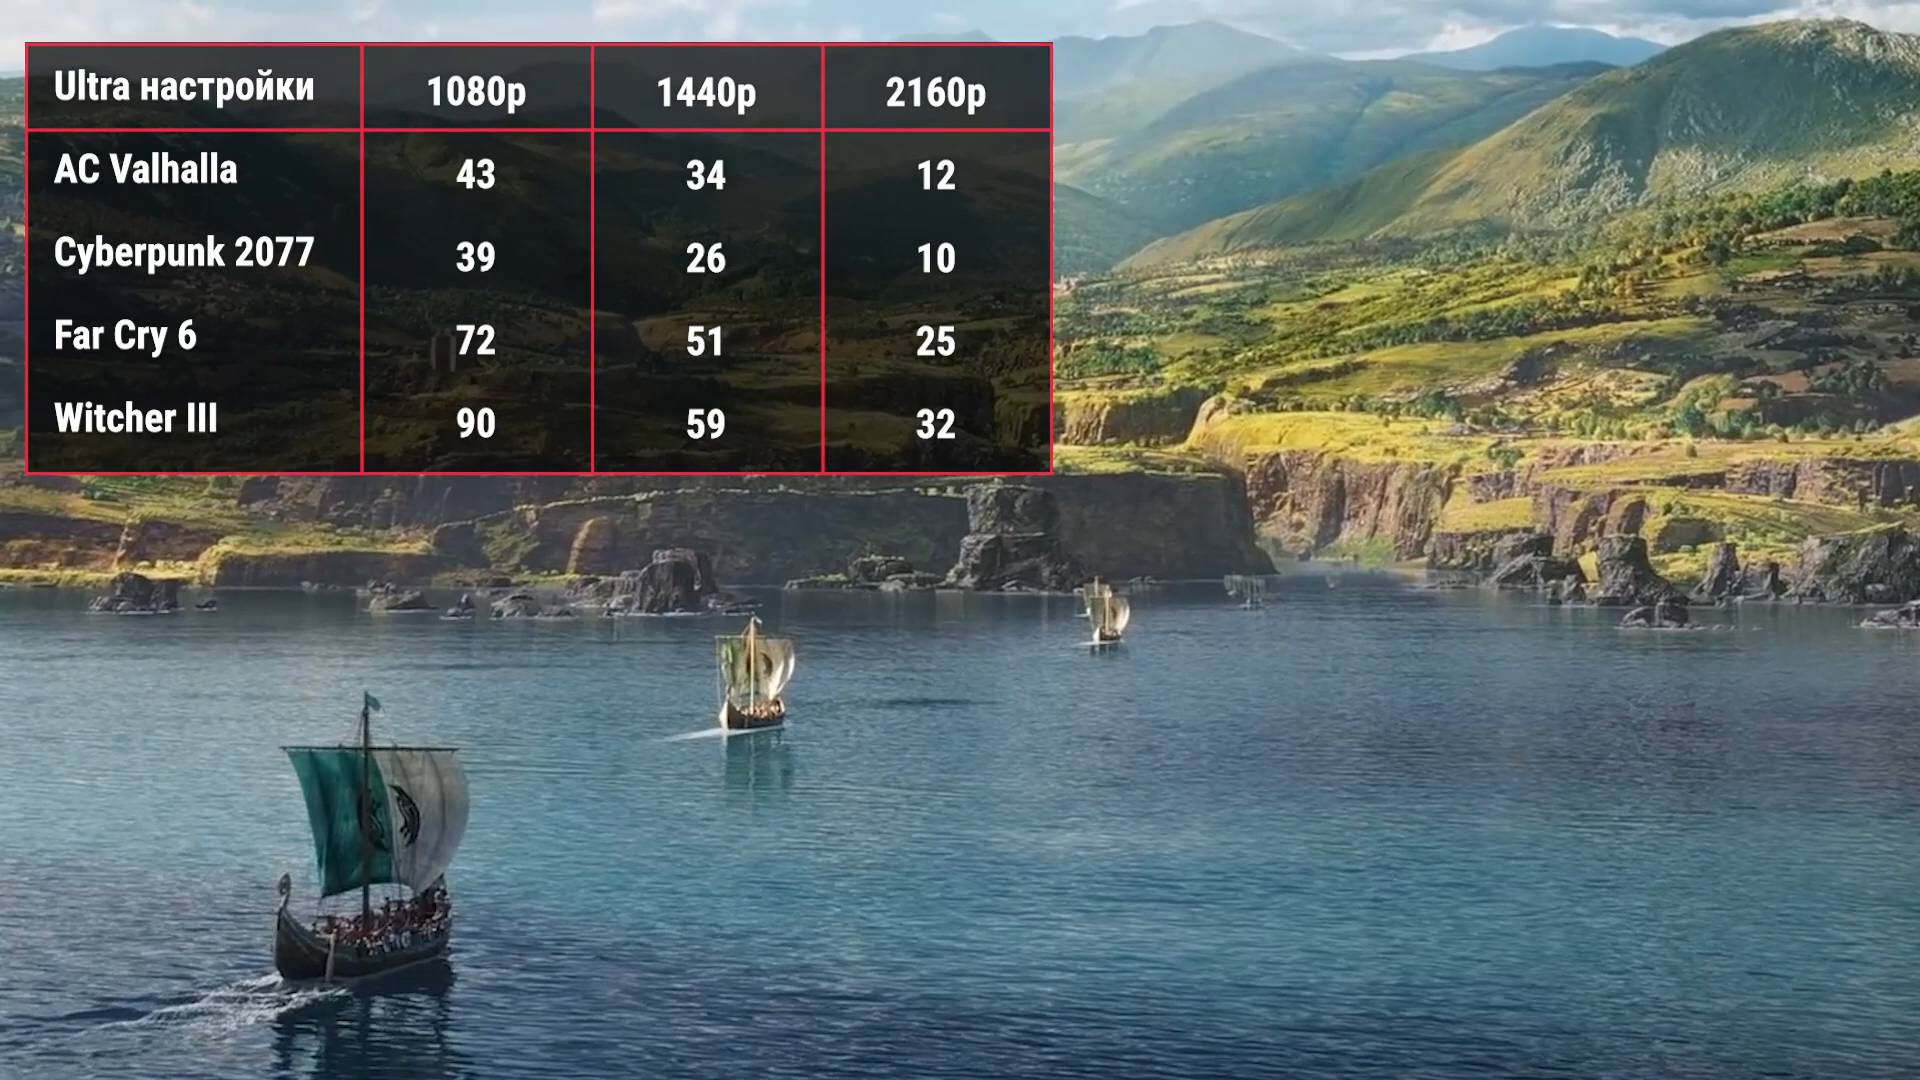 Ultra настройки 1080p 1440p 2160p
AC Valhalla 43 34 12
Cyberpunk 2077 39 26 10
Far Cry 6 72 51 25
Witcher III 90 59 32